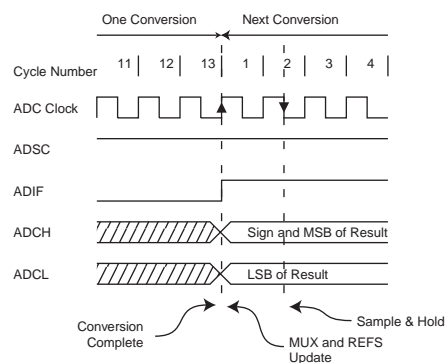 One Conversion Next Conversion
Cycle Number 11 12 13 1 2 3 4
ADC Clock
ADSC
ADIF
ADCH Sign and MSB of Result
ADCL LSB of Result
Conversion
Complete
MUX and REFS
Update
Sample & Hold